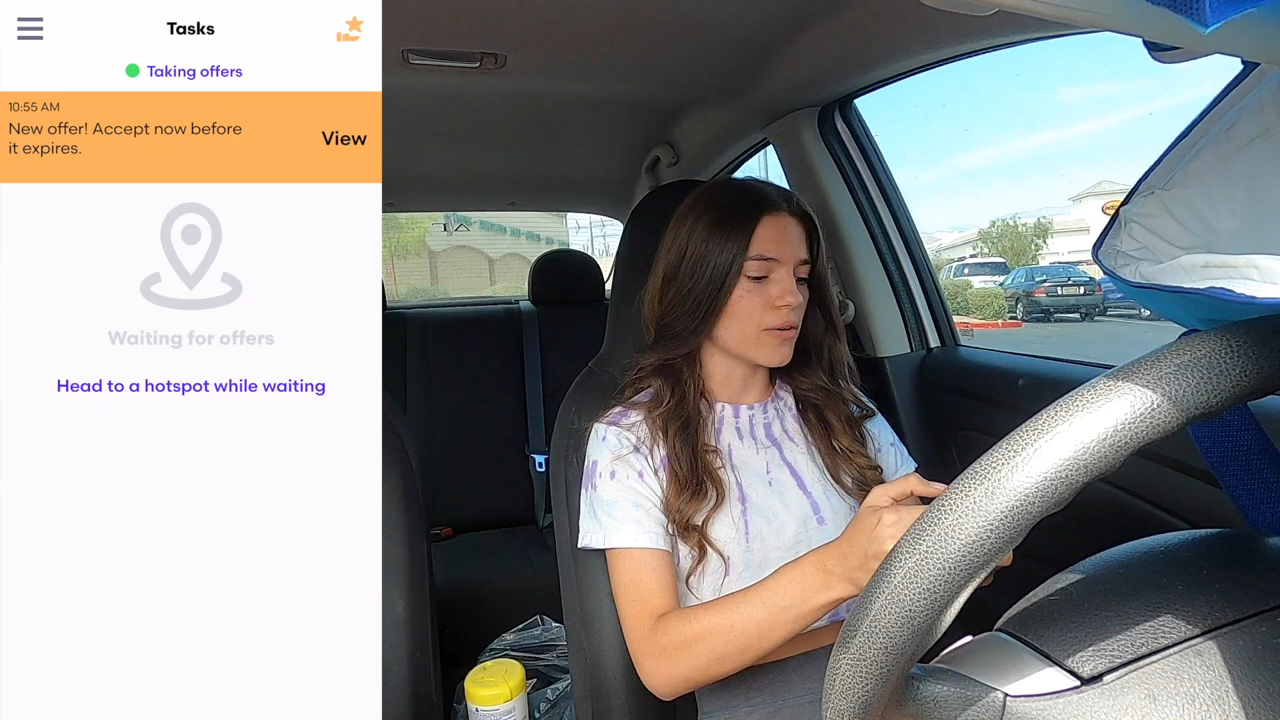 Tasks
Taking offers
10:55 AM
New offer! Accept now before
it expires.
View
Waiting for offers
Head to a hotspot while waiting